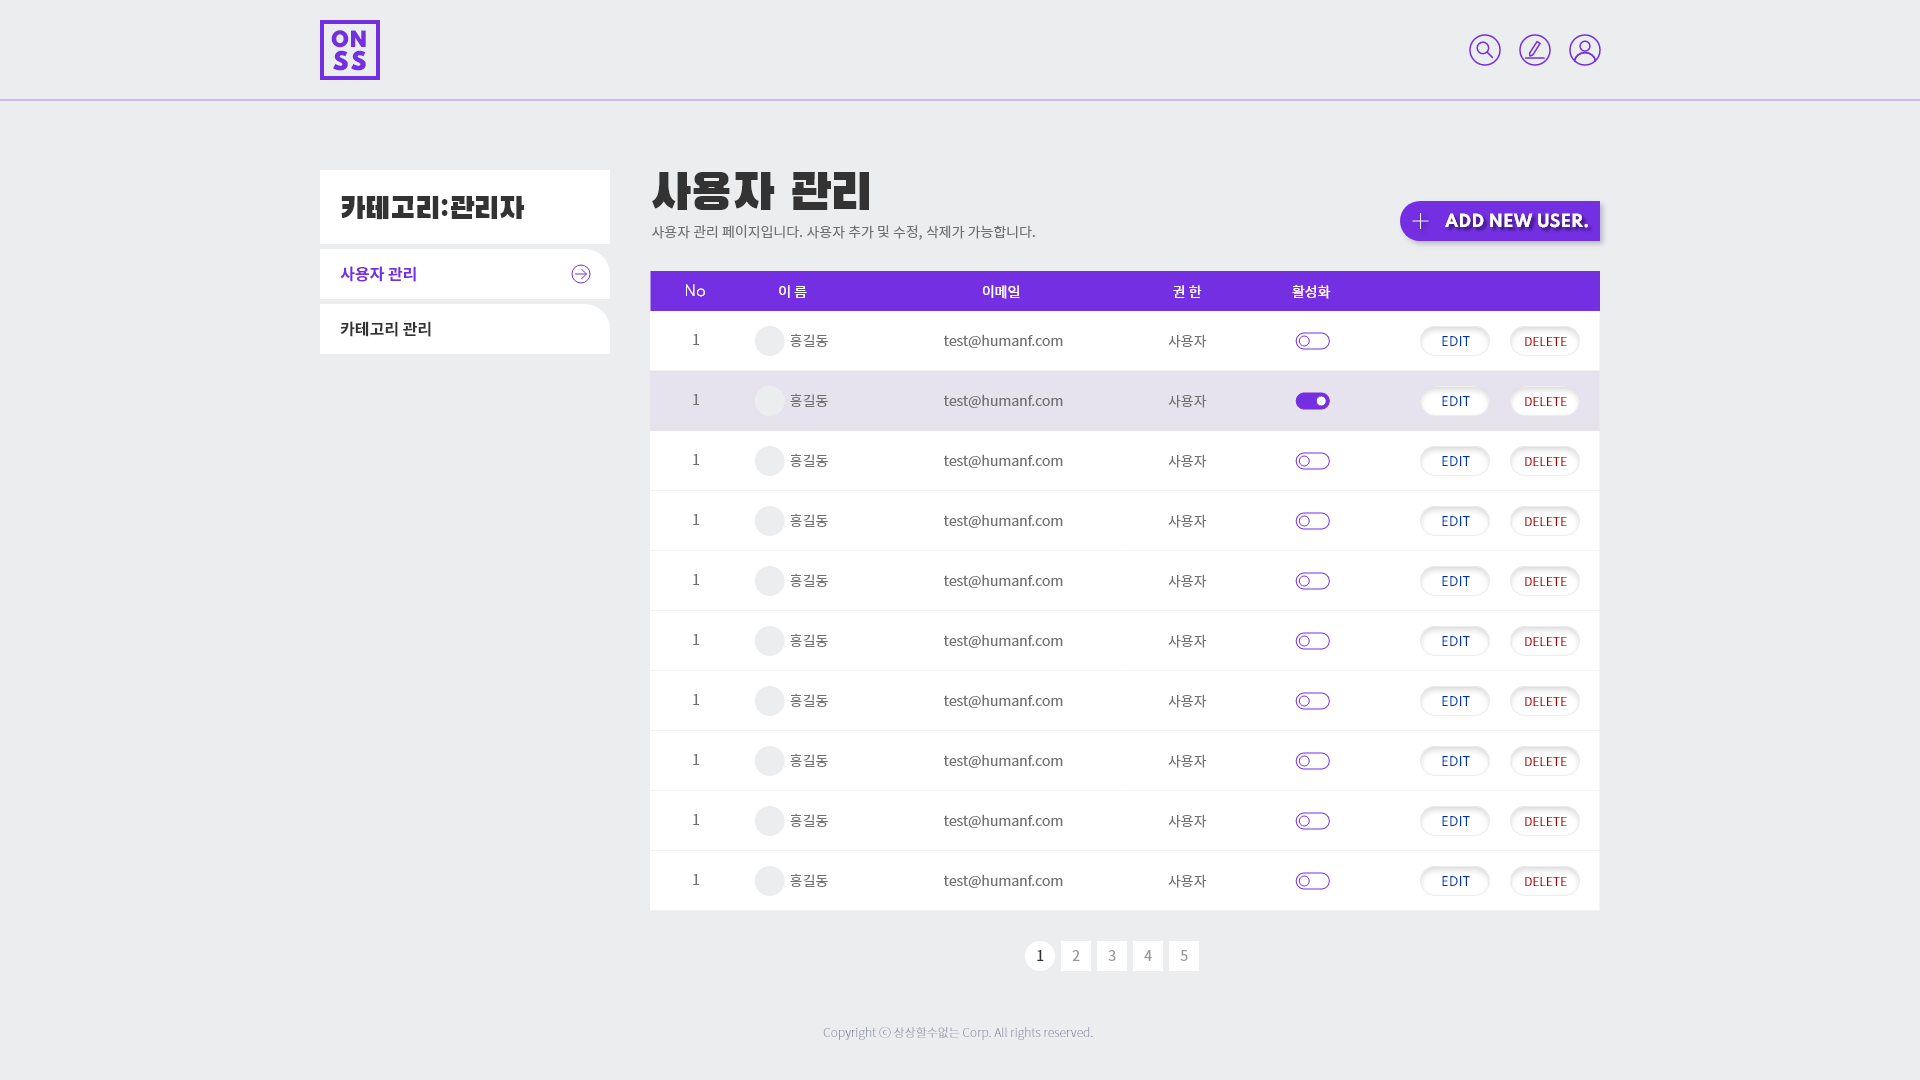 ON
SS
카테고리:관리자
사용자 관리
카테고리 관리
사용자 관리
사용자 관리 페이지입니다. 사용자 추가 및 수정, 삭제가 가능합니다.
ADD NEW USER.
No 이 름 이메일 권 한 활성화
1 홍길동 test@humanf.com 사용자 EDIT DELETE
1 홍길동 test@humanf.com 사용자 EDIT DELETE
1 홍길동 test@humanf.com 사용자 EDIT DELETE
1 홍길동 test@humanf.com 사용자 EDIT DELETE
1 홍길동 test@humanf.com 사용자 EDIT DELETE
1 홍길동 test@humanf.com 사용자 EDIT DELETE
1 홍길동 test@humanf.com 사용자 EDIT DELETE
1 홍길동 test@humanf.com 사용자 EDIT DELETE
1 홍길동 test@humanf.com 사용자 EDIT DELETE
1 홍길동 test@humanf.com 사용자 EDIT DELETE
1 2 3 4 5
Copyright ⓒ 상상할수없는 Corp. All rights reserved.